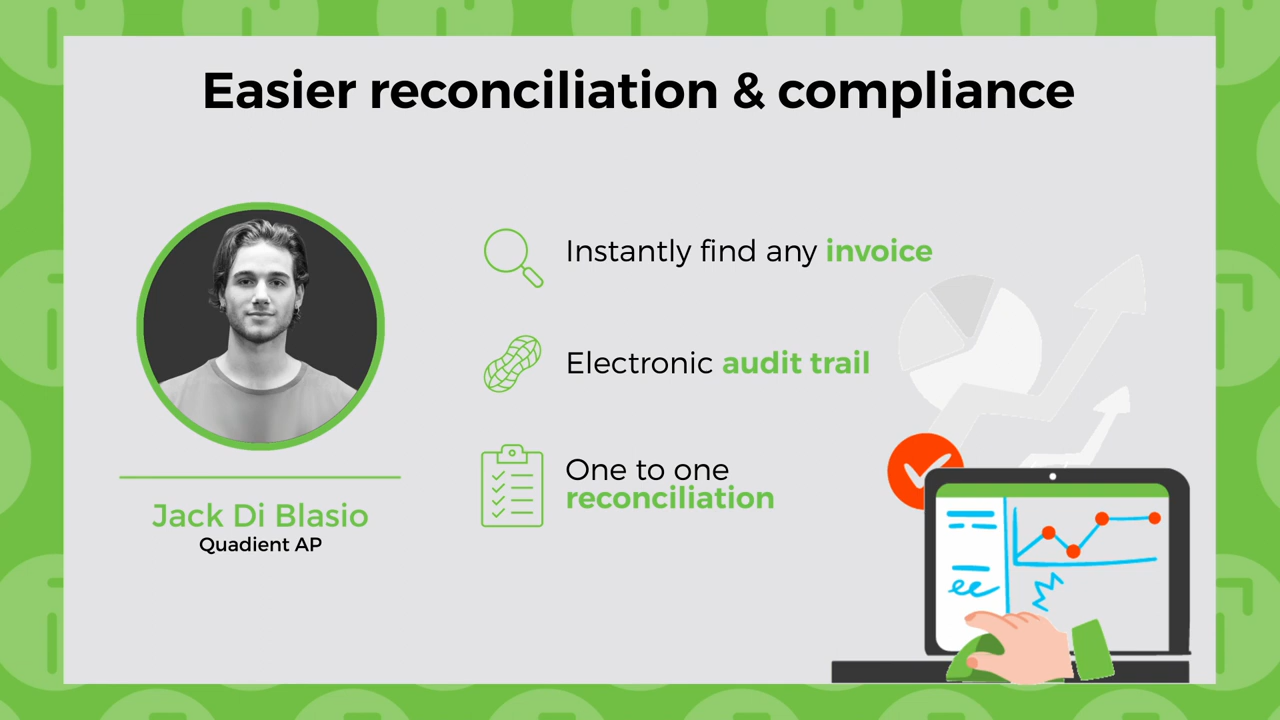 Easier reconciliation & compliance
Instantly find any invoice
Electronic audit trail
One to one
reconciliation
Jack Di Blasio
Quadient AP